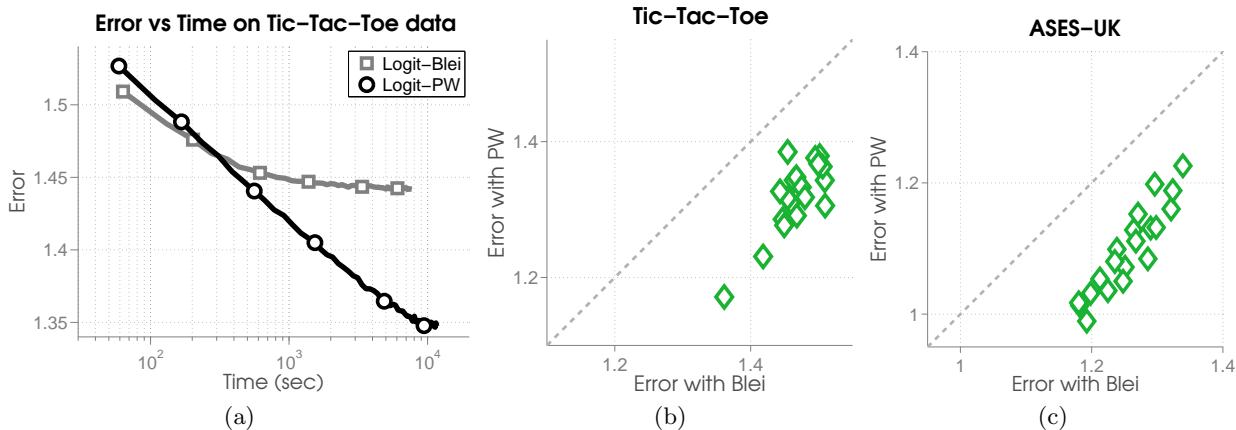 Error vs Time on Tic-Tac-Toe data
Logit-Blei
Logit-PW
1.5
1.45
1.4
1.35
Error
10^2
10^3
10^4
Time (sec)
(a)
Tic-Tac-Toe
1.4
1.2
Error with PW
1.2
1.4
Error with Blei
(b)
ASES-UK
1.4
1.2
1
Error with PW
1
1.2
1.4
Error with Blei
(c)